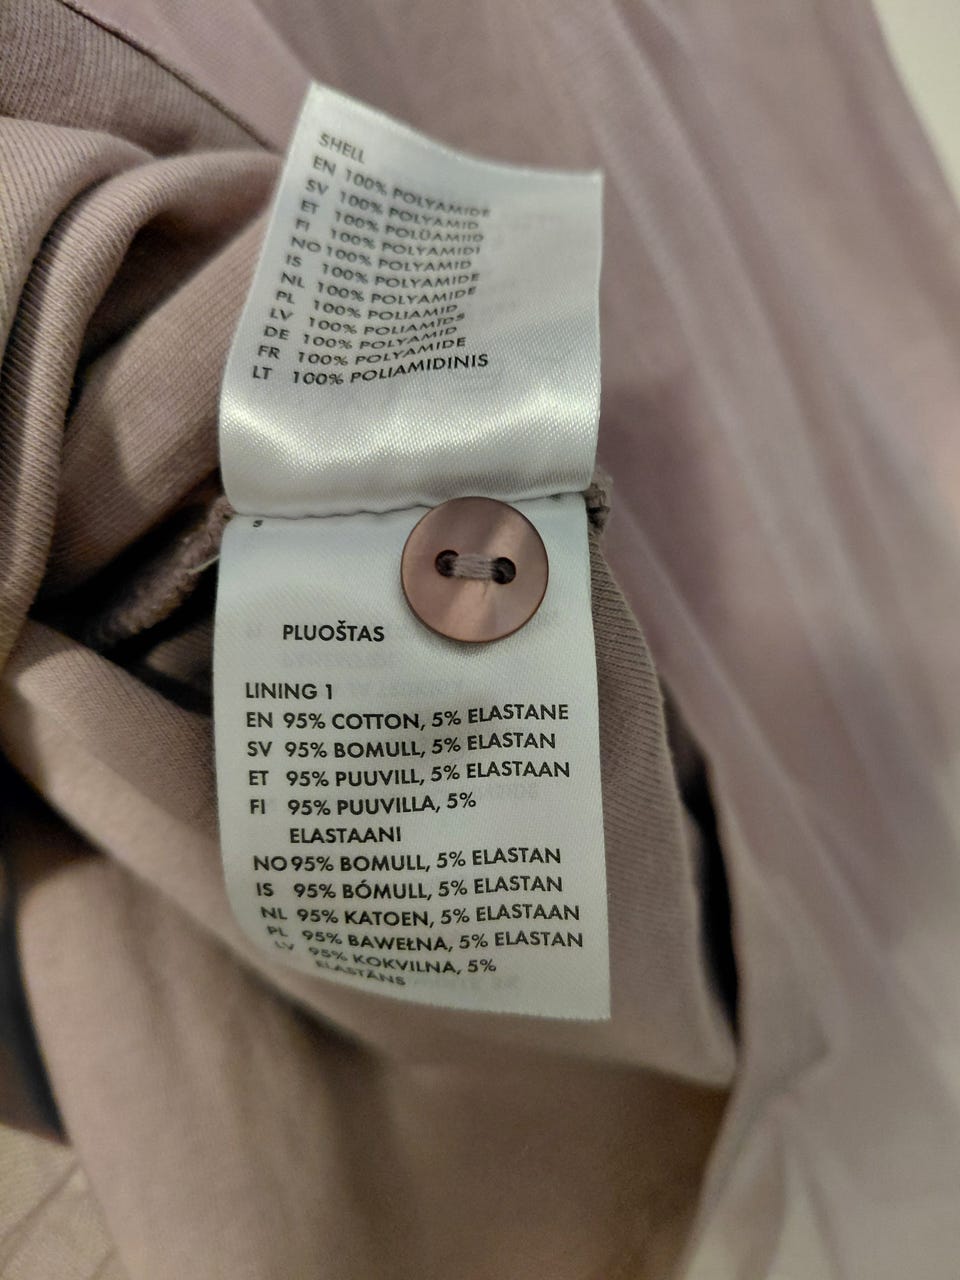 SHELL
EN 100% POLYAMIDE
SV 100% POLYAMID
ET 100% POLÜAMIID
FI 100% POLYAMIDI
NO 100% POLYAMID
IS 100% POLYAMIDE
NL 100% POLYAMIDE
PL 100% POLIAMID
LV 100% POLIAMĪDS
DE 100% POLYAMID
FR 100% POLYAMIDE
LT 100% POLIAMIDINIS
S
PLUOŠTAS
LINING 1
EN 95% COTTON, 5% ELASTANE
SV 95% BOMULL, 5% ELASTAN
ET 95% PUUVILL, 5% ELASTAAN
FI 95% PUUVILLA, 5%
ELASTAANI
NO 95% BOMULL, 5% ELASTAN
IS 95% BÓMULL, 5% ELASTAN
NL 95% KATOEN, 5% ELASTAAN
PL 95% BAWEŁNA, 5% ELASTAN
LV 95% KOKVILNA, 5%
ELASTĀNS